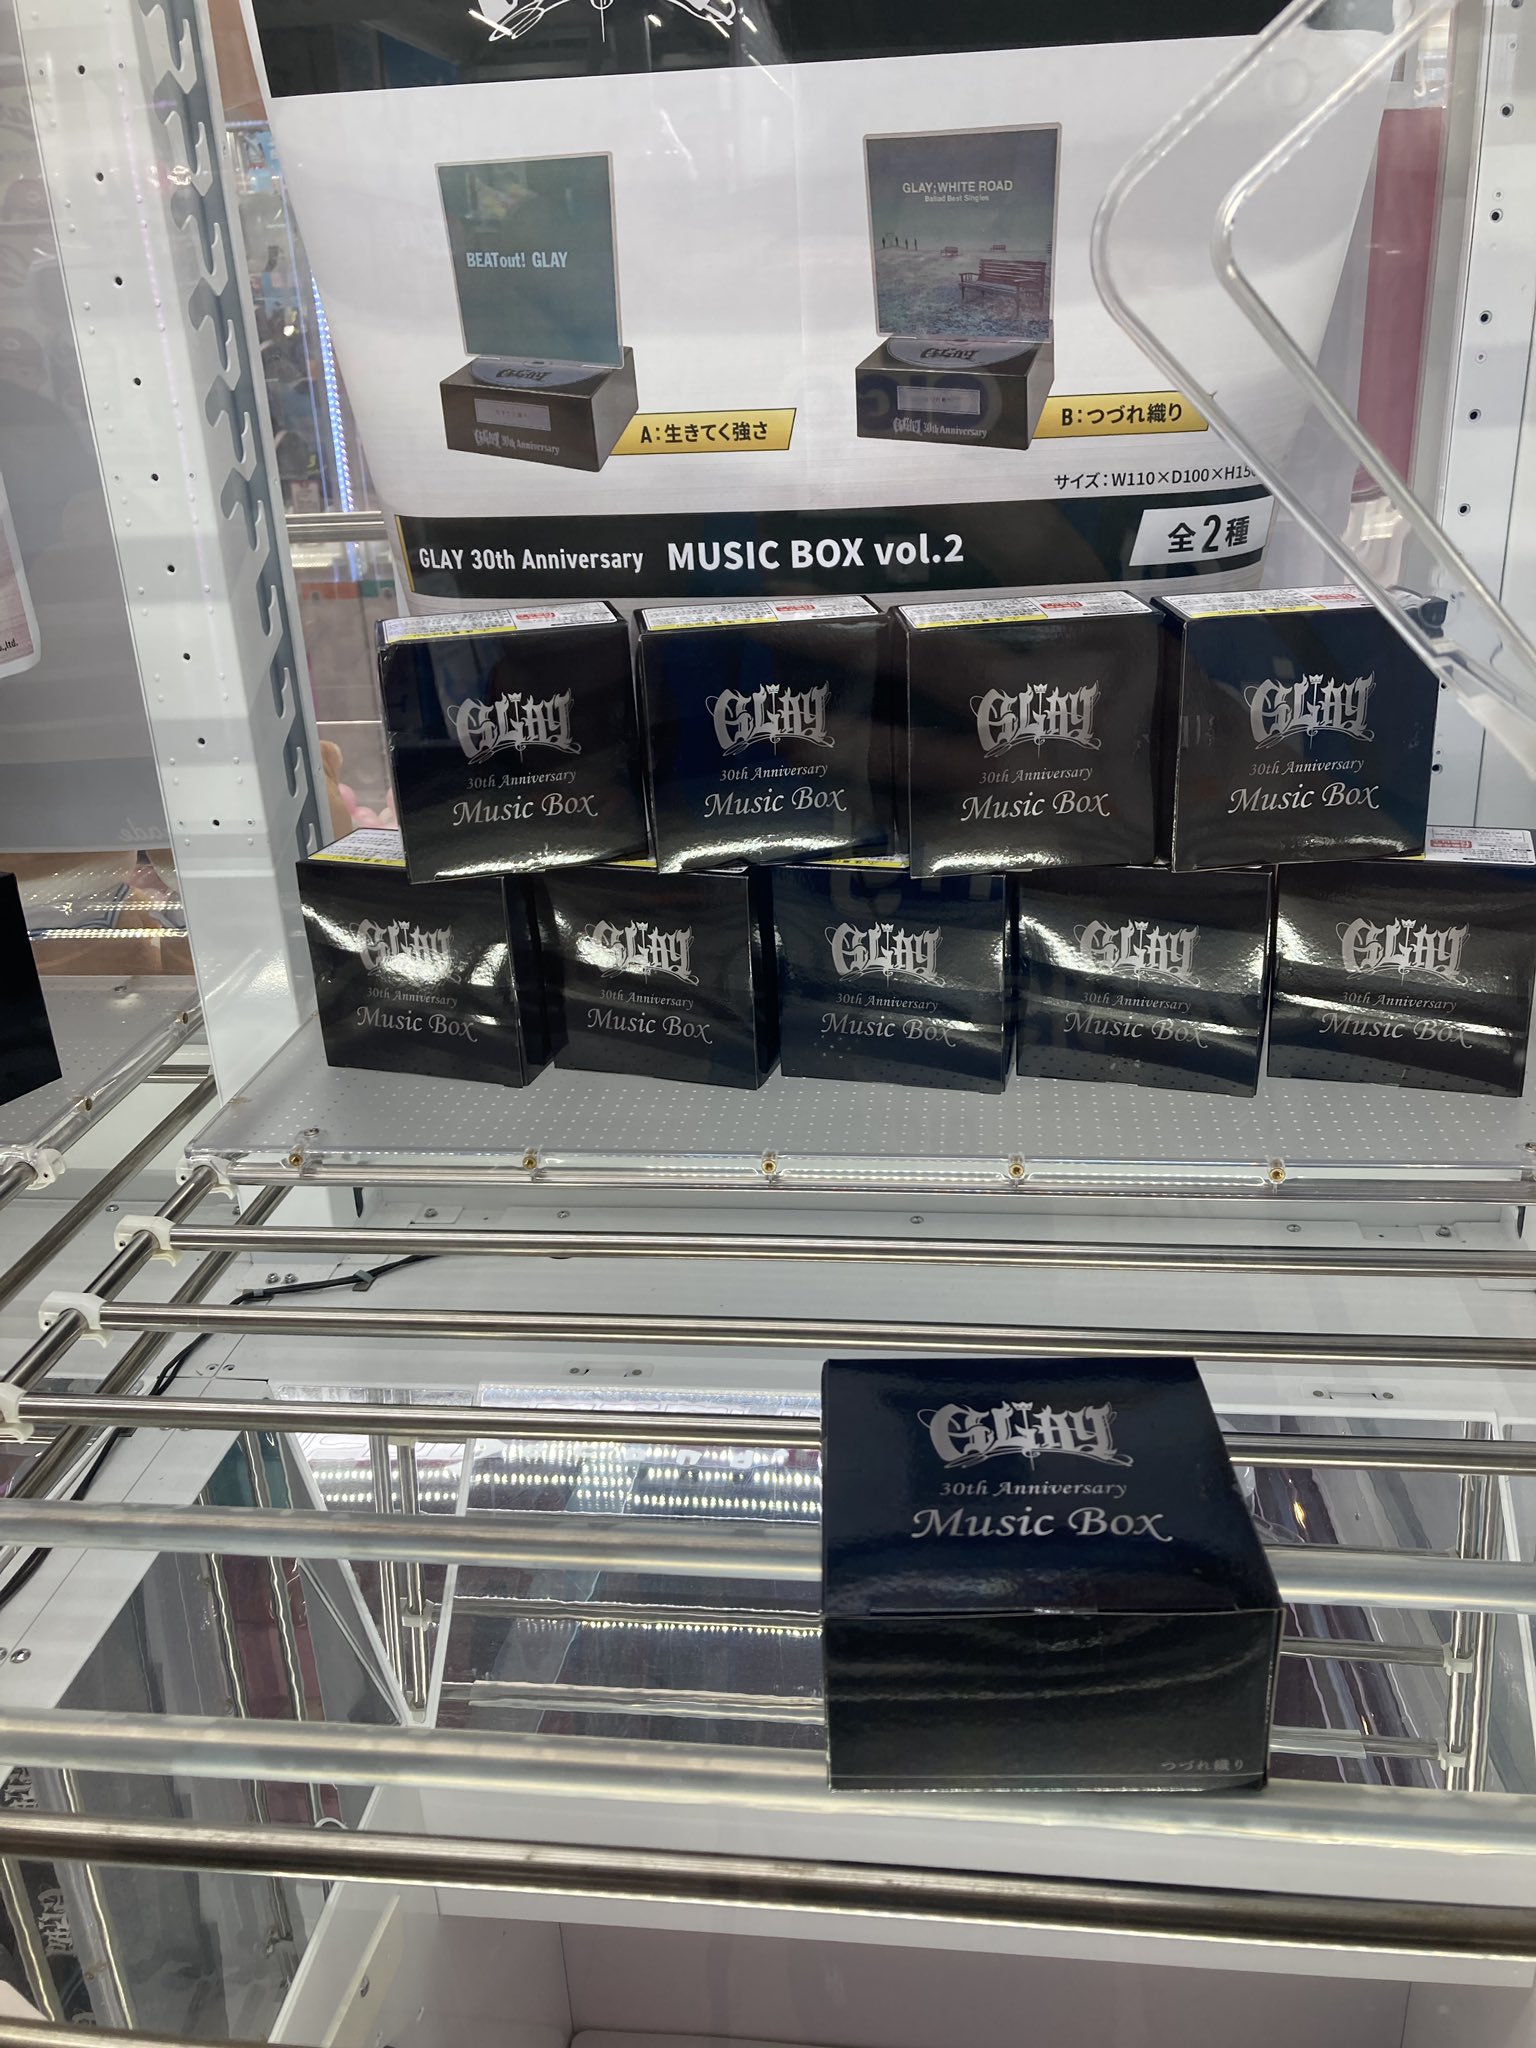 BEATout! GLAY
GLAY;WHITE ROAD
Ballad Best Singles
GLAY
GLAY
GLAY 30th Anniversary
GLAY 30th Anniversary
A:生きてく強さ
B:つづれ織り
サイズ:W110×D100×H15
GLAY 30th Anniversary MUSIC BOX vol.2
全2種
GLAY
30th Anniversary
Music Box
GLAY
30th Anniversary
Music Box
GLAY
30th Anniversary
Music Box
GLAY
30th Anniversary
Music Box
GLAY
30th Anniversary
Music Box
GLAY
30th Anniversary
Music Box
GLAY
30th Anniversary
Music Box
GLAY
30th Anniversary
Music Box
GLAY
30th Anniversary
Music Box
GLAY
30th Anniversary
Music Box
つづれ織り